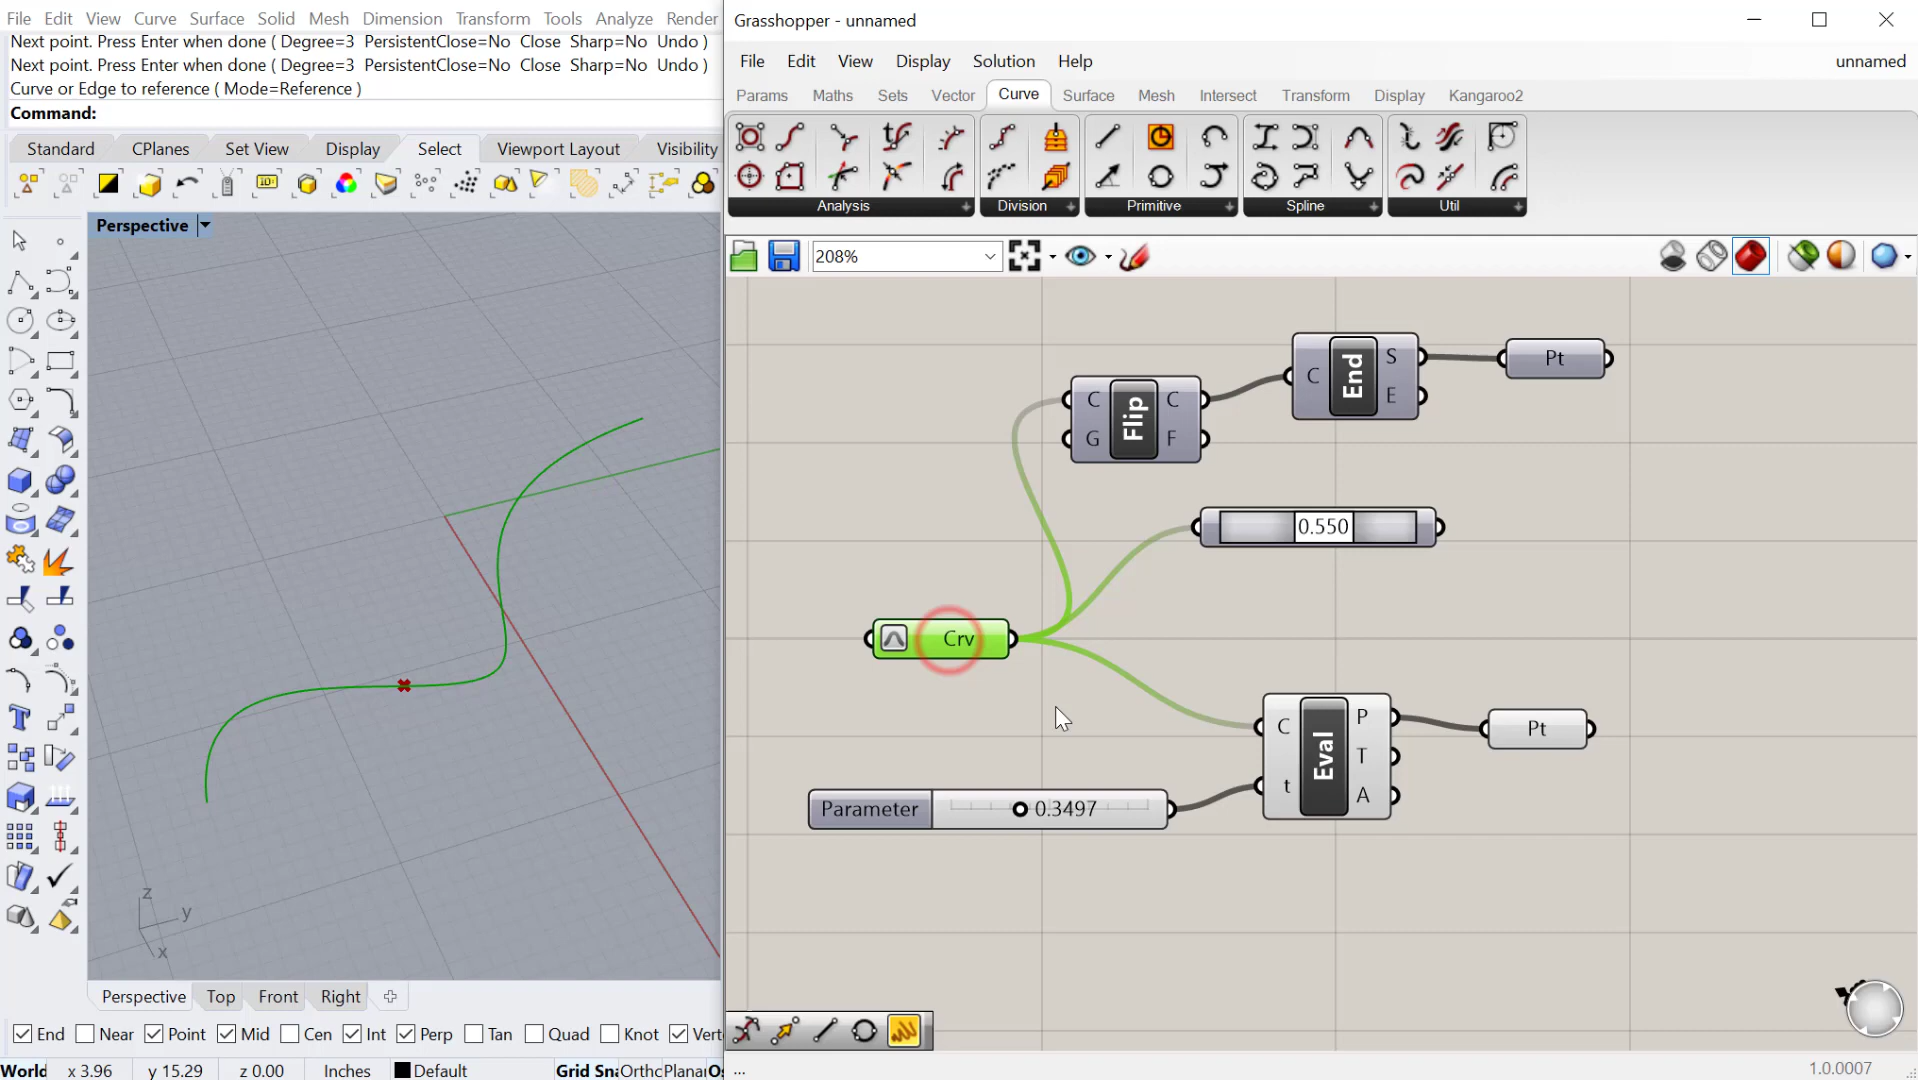 File Edit View Curve Surface Solid Mesh Dimension Transform Tools Analyze Render
Next point. Press Enter when done ( Degree=3 PersistentClose=No Close Sharp=No Undo )
Next point. Press Enter when done ( Degree=3 PersistentClose=No Close Sharp=No Undo )
Curve or Edge to reference ( Mode=Reference )
Command:
Standard CPlanes Set View Display Select Viewport Layout Visibility
Perspective
z
y
x
Perspective Top Front Right
End Near Point Mid Cen Int Perp Tan Quad Knot Verte
World x 3.96 y 15.29 z 0.00 Inches Default Grid Sna Ortho Planar Os
Grasshopper - unnamed
File Edit View Display Solution Help unnamed
Params Maths Sets Vector Curve Surface Mesh Intersect Transform Display Kangaroo2
Analysis Division Primitive Spline Util
208%
C G Flip C F
C End S E
Pt
0.550
Crv
C t Eval P T A
Pt
Parameter 0.3497
...
1.0.0007